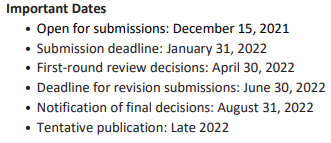 Important Dates
• Open for submissions: December 15, 2021
• Submission deadline: January 31, 2022
• First-round review decisions: April 30, 2022
• Deadline for revision submissions: June 30, 2022
• Notification of final decisions: August 31, 2022
• Tentative publication: Late 2022